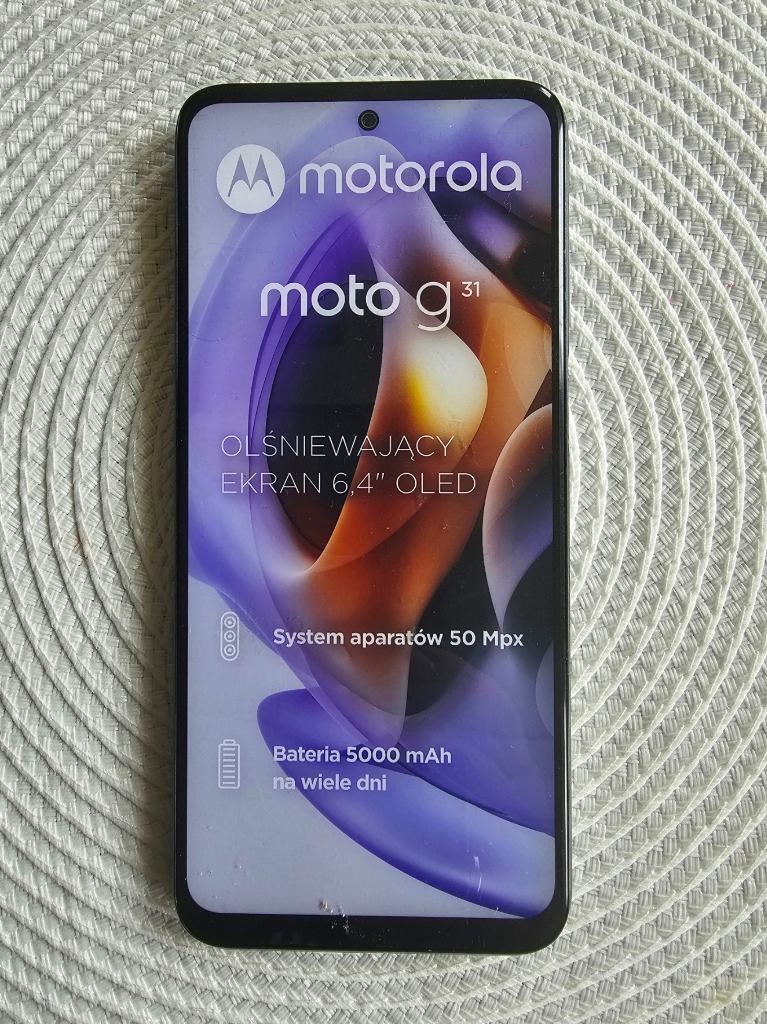 motorola
moto g31
OLŚNIEWAJĄCY
EKRAN 6,4" OLED
System aparatów 50 Mpx
Bateria 5000 mAh
na wiele dni